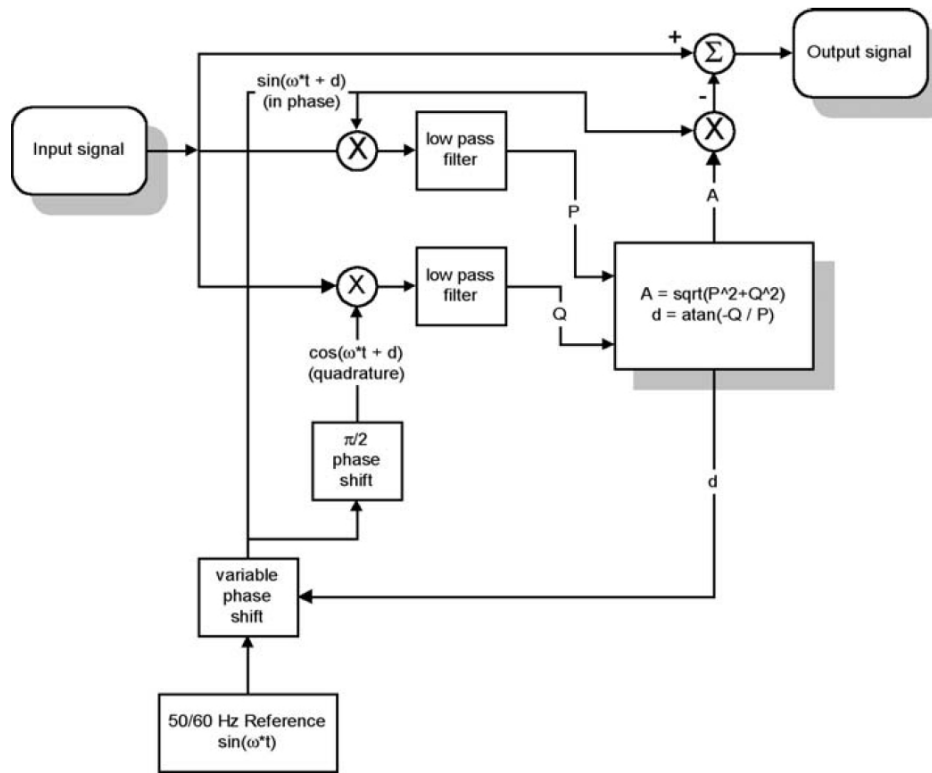 +
Σ
Output signal
sin(ω*t + d)
(in phase)
-
Input signal
X
low pass
filter
X
P
A
X
low pass
filter
Q
A = sqrt(P^2+Q^2)
d = atan(-Q / P)
cos(ω*t + d)
(quadrature)
π/2
phase
shift
d
variable
phase
shift
50/60 Hz Reference
sin(ω*t)